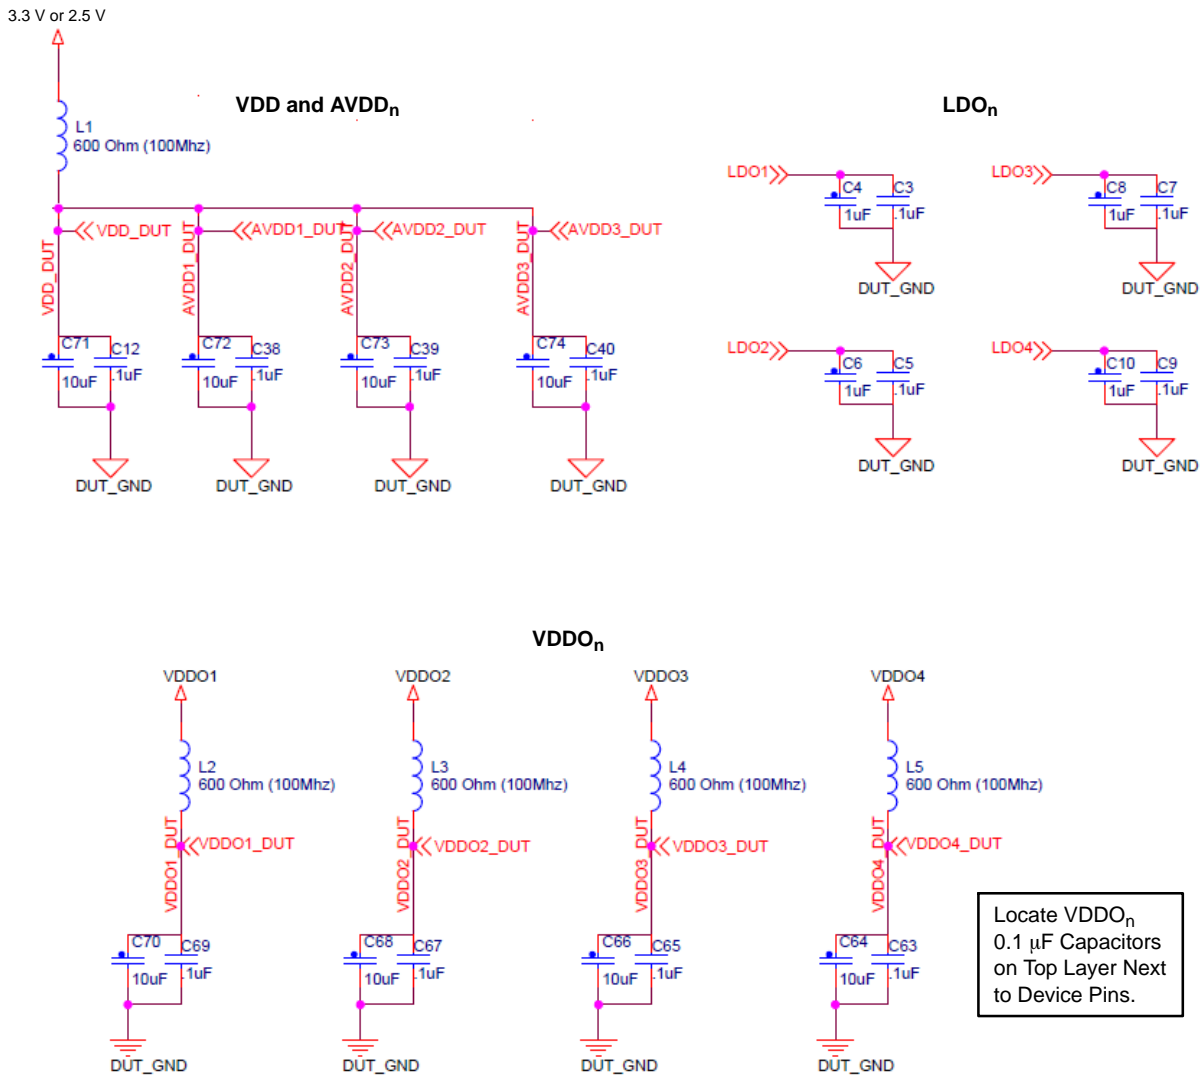 3.3 V or 2.5 V
VDD and AVDDn
LDOn
L1
600 Ohm (100Mhz)
VDD_DUT
AVDD1_DUT
AVDD2_DUT
AVDD3_DUT
VDD_DUT
AVDD1_DUT
AVDD2_DUT
AVDD3_DUT
C71
10uF
C12
.1uF
C72
10uF
C38
.1uF
C73
10uF
C39
.1uF
C74
10uF
C40
.1uF
DUT_GND
DUT_GND
DUT_GND
DUT_GND
LDO1
C4
1uF
C3
.1uF
DUT_GND
LDO3
C8
1uF
C7
.1uF
DUT_GND
LDO2
C6
1uF
C5
.1uF
DUT_GND
LDO4
C10
1uF
C9
.1uF
DUT_GND
VDDOn
VDDO1
L2
600 Ohm (100Mhz)
VDDO1_DUT
VDDO1_DUT
C70
10uF
C69
.1uF
DUT_GND
VDDO2
L3
600 Ohm (100Mhz)
VDDO2_DUT
VDDO2_DUT
C68
10uF
C67
.1uF
DUT_GND
VDDO3
L4
600 Ohm (100Mhz)
VDDO3_DUT
VDDO3_DUT
C66
10uF
C65
.1uF
DUT_GND
VDDO4
L5
600 Ohm (100Mhz)
VDDO4_DUT
VDDO4_DUT
C64
10uF
C63
.1uF
DUT_GND
Locate VDDOn
0.1 μF Capacitors
on Top Layer Next
to Device Pins.